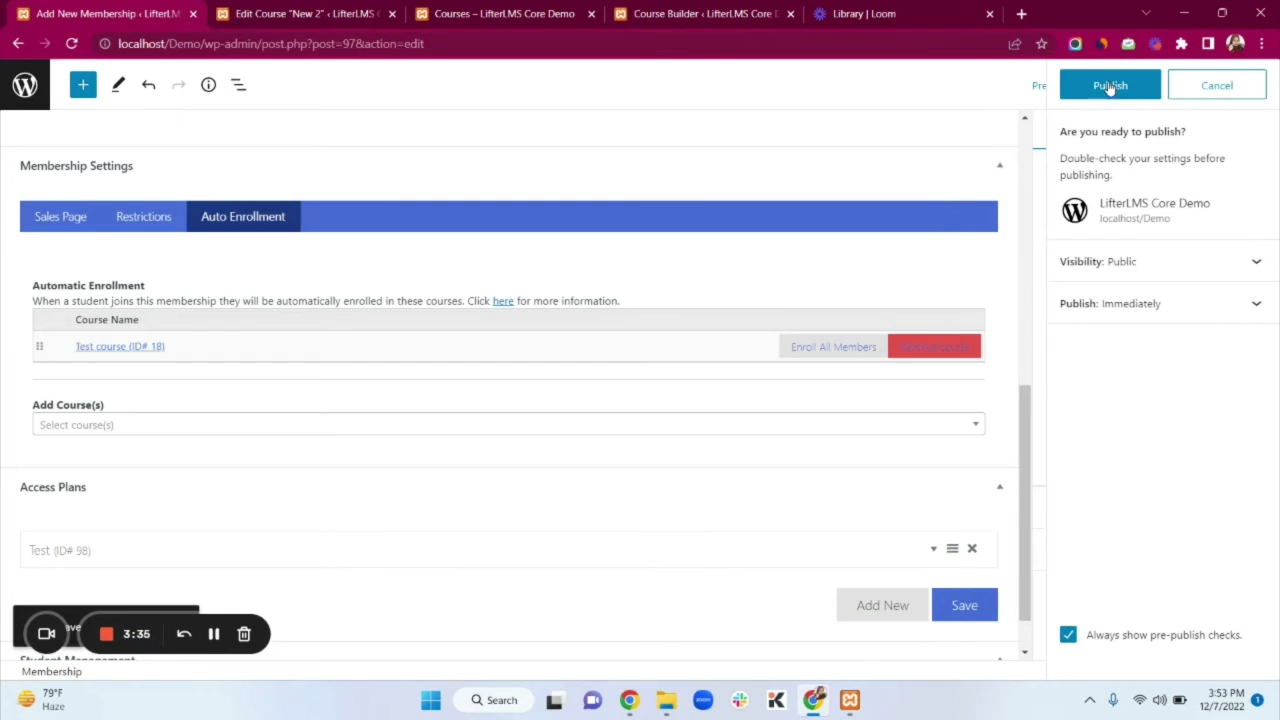 Add New Membership ‹ LifterLM
Edit Course "New 2" ‹ LifterLMS C
Courses – LifterLMS Core Demo
Course Builder ‹ LifterLMS Core D
Library | Loom
localhost/Demo/wp-admin/post.php?post=97&action=edit
Pre
Publish
Cancel
Are you ready to publish?
Double-check your settings before
publishing.
LifterLMS Core Demo
localhost/Demo
Visibility: Public
Publish: Immediately
Always show pre-publish checks.
Membership Settings
Sales Page
Restrictions
Auto Enrollment
Automatic Enrollment
When a student joins this membership they will be automatically enrolled in these courses. Click here for more information.
Course Name
Test course (ID# 18)
Enroll All Members
Add Course(s)
Select course(s)
Access Plans
Test (ID# 98)
Add New
Save
3:35
Student Management
Membership
79°F
Haze
Search
zoom
3:53 PM
12/7/2022
1